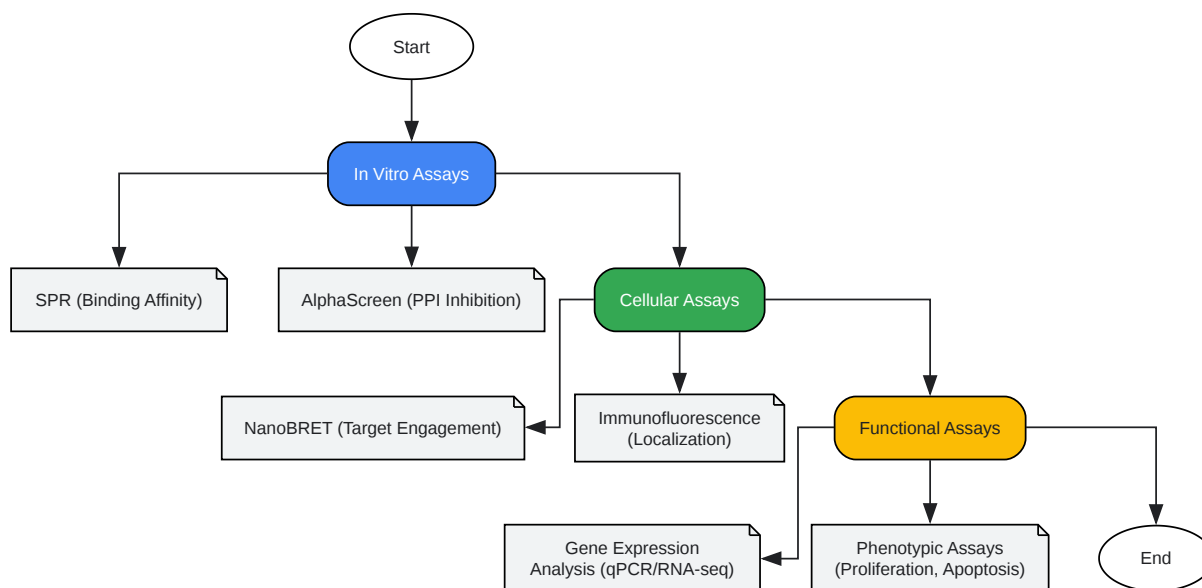 Start
In Vitro Assays
SPR (Binding Affinity)
AlphaScreen (PPI Inhibition)
Cellular Assays
NanoBRET (Target Engagement)
Immunofluorescence
(Localization)
Functional Assays
Gene Expression
Analysis (qPCR/RNA-seq)
Phenotypic Assays
(Proliferation, Apoptosis)
End